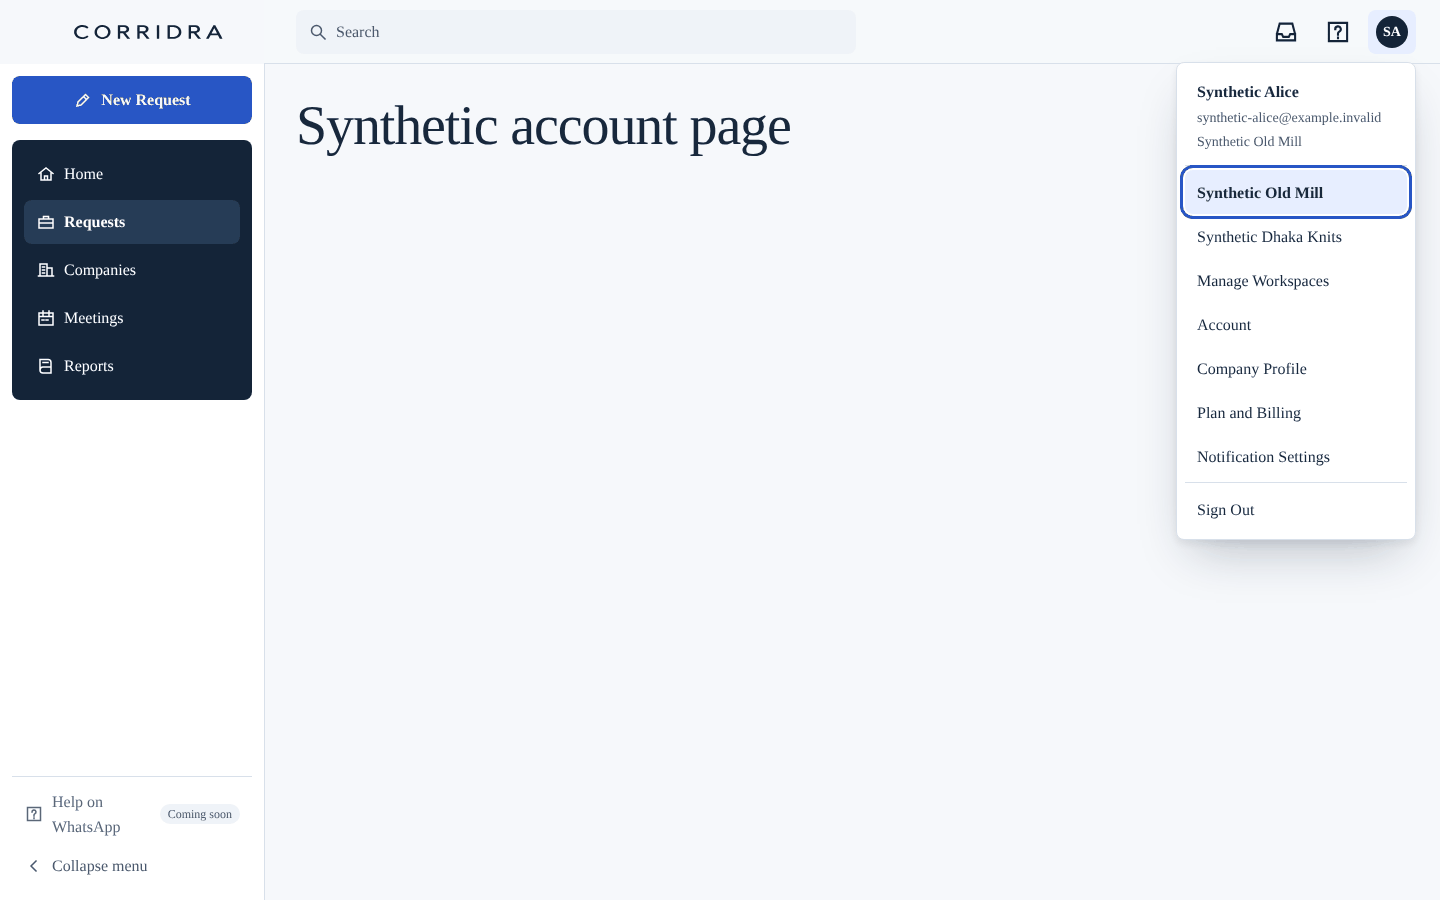 CORRIDRA
Search
SA
New Request
Home
Requests
Companies
Meetings
Reports
Help on
WhatsApp
Coming soon
Collapse menu
Synthetic account page
Synthetic Alice
synthetic-alice@example.invalid
Synthetic Old Mill
Synthetic Old Mill
Synthetic Dhaka Knits
Manage Workspaces
Account
Company Profile
Plan and Billing
Notification Settings
Sign Out